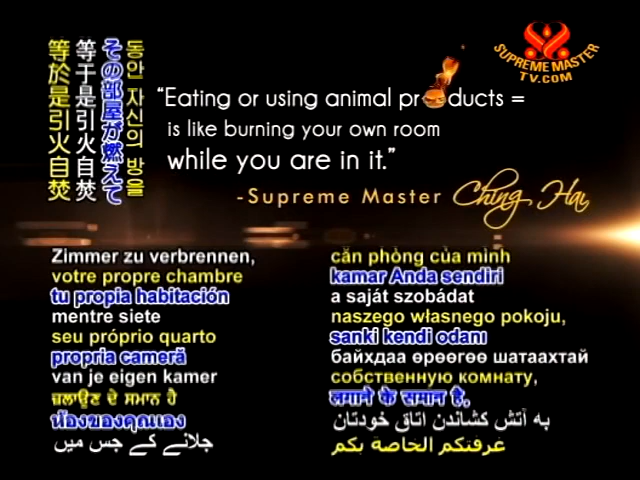 等於是引火自焚
等于是引火自焚
その部屋が燃えて
동안 자신의 방을
SUPREME MASTER
TV.COM
“Eating or using animal products =
is like burning your own room
while you are in it.”
-Supreme Master Ching Hai
Zimmer zu verbrennen,
votre propre chambre
tu propia habitación
mentre siete
seu próprio quarto
propria cameră
van je eigen kamer
ਜਲਾਉਣ ਦੇ ਸਮਾਨ ਹੈ
ห้องของคุณเอง
جلانے کے جس میں
căn phòng của mình
kamar Anda sendiri
a saját szobádat
naszego własnego pokoju,
sanki kendi odanı
байхдаа өрөөгөө шатаахтай
собственную комнату,
लगाने के समान है,
به آتش کشاندن اتاق خودتان
غرفتكم الخاصة بكم